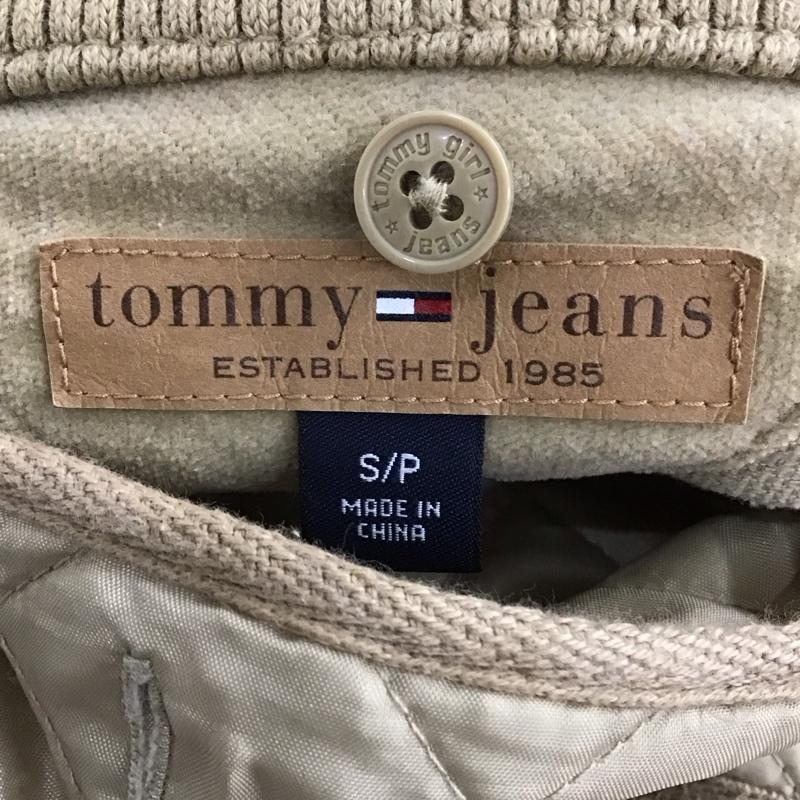 tommy girl
jeans
tommy jeans
ESTABLISHED 1985
S/P
MADE IN
CHINA